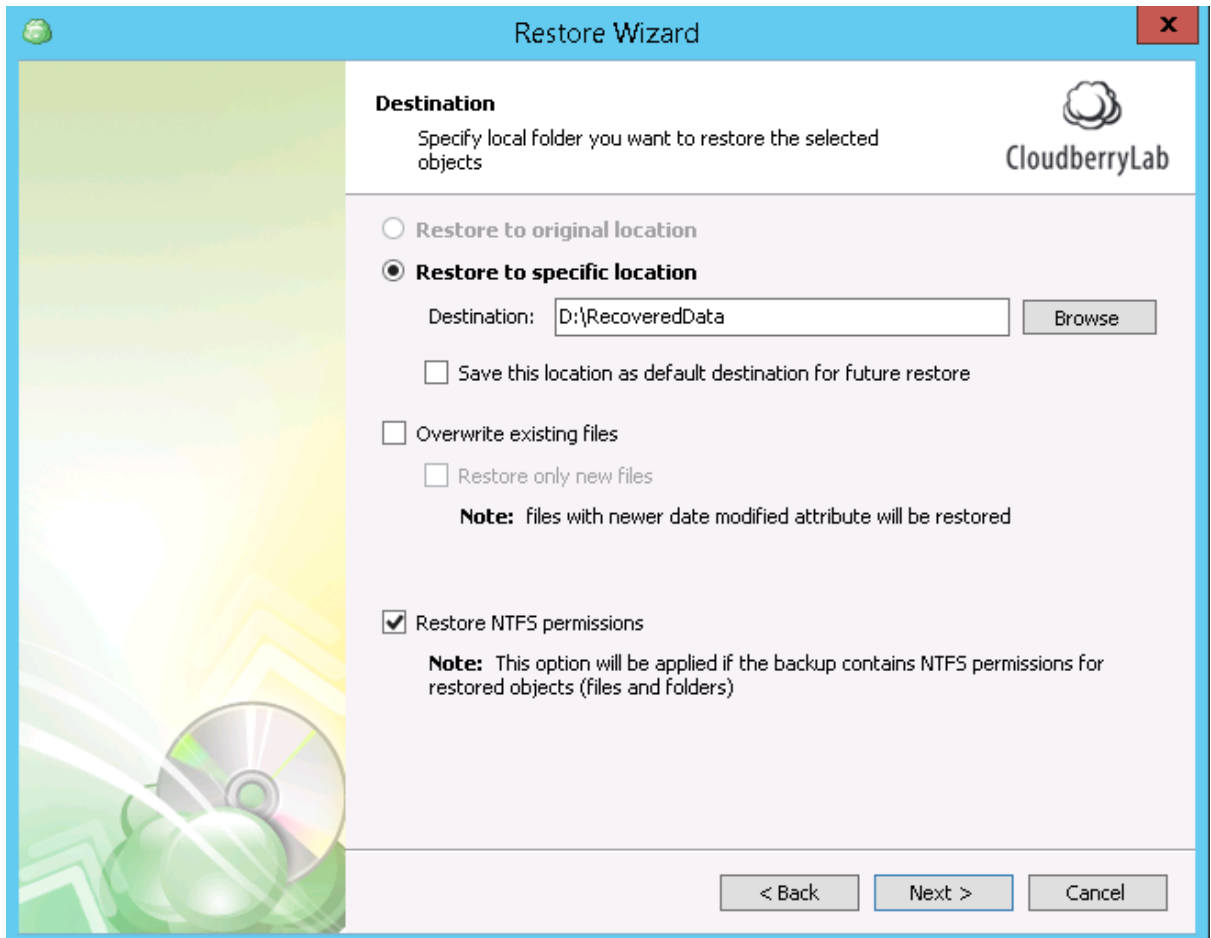 Restore Wizard
x
Destination
Specify local folder you want to restore the selected
objects
CloudberryLab
Restore to original location
Restore to specific location
Destination: D:\RecoveredData Browse
Save this location as default destination for future restore
Overwrite existing files
Restore only new files
Note: files with newer date modified attribute will be restored
Restore NTFS permissions
Note: This option will be applied if the backup contains NTFS permissions for
restored objects (files and folders)
< Back Next > Cancel